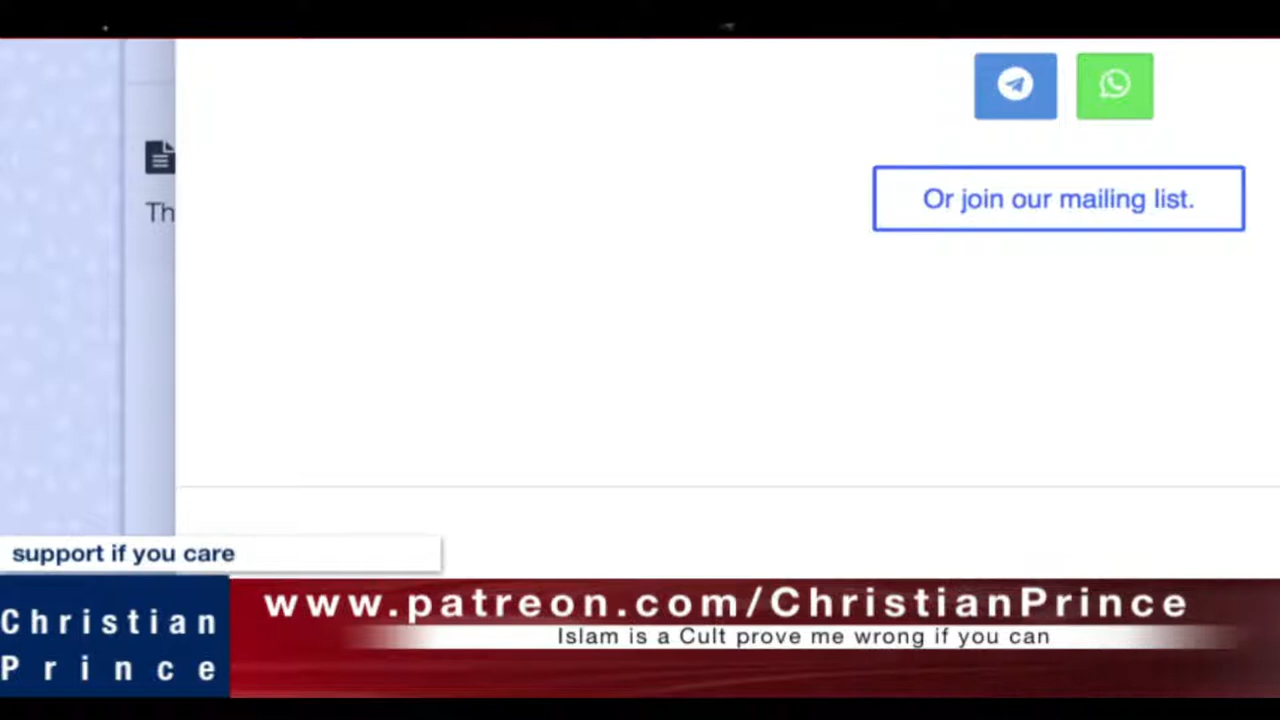 Or join our mailing list.
Th
support if you care
Christian
Prince
www.patreon.com/ChristianPrince
Islam is a Cult prove me wrong if you can